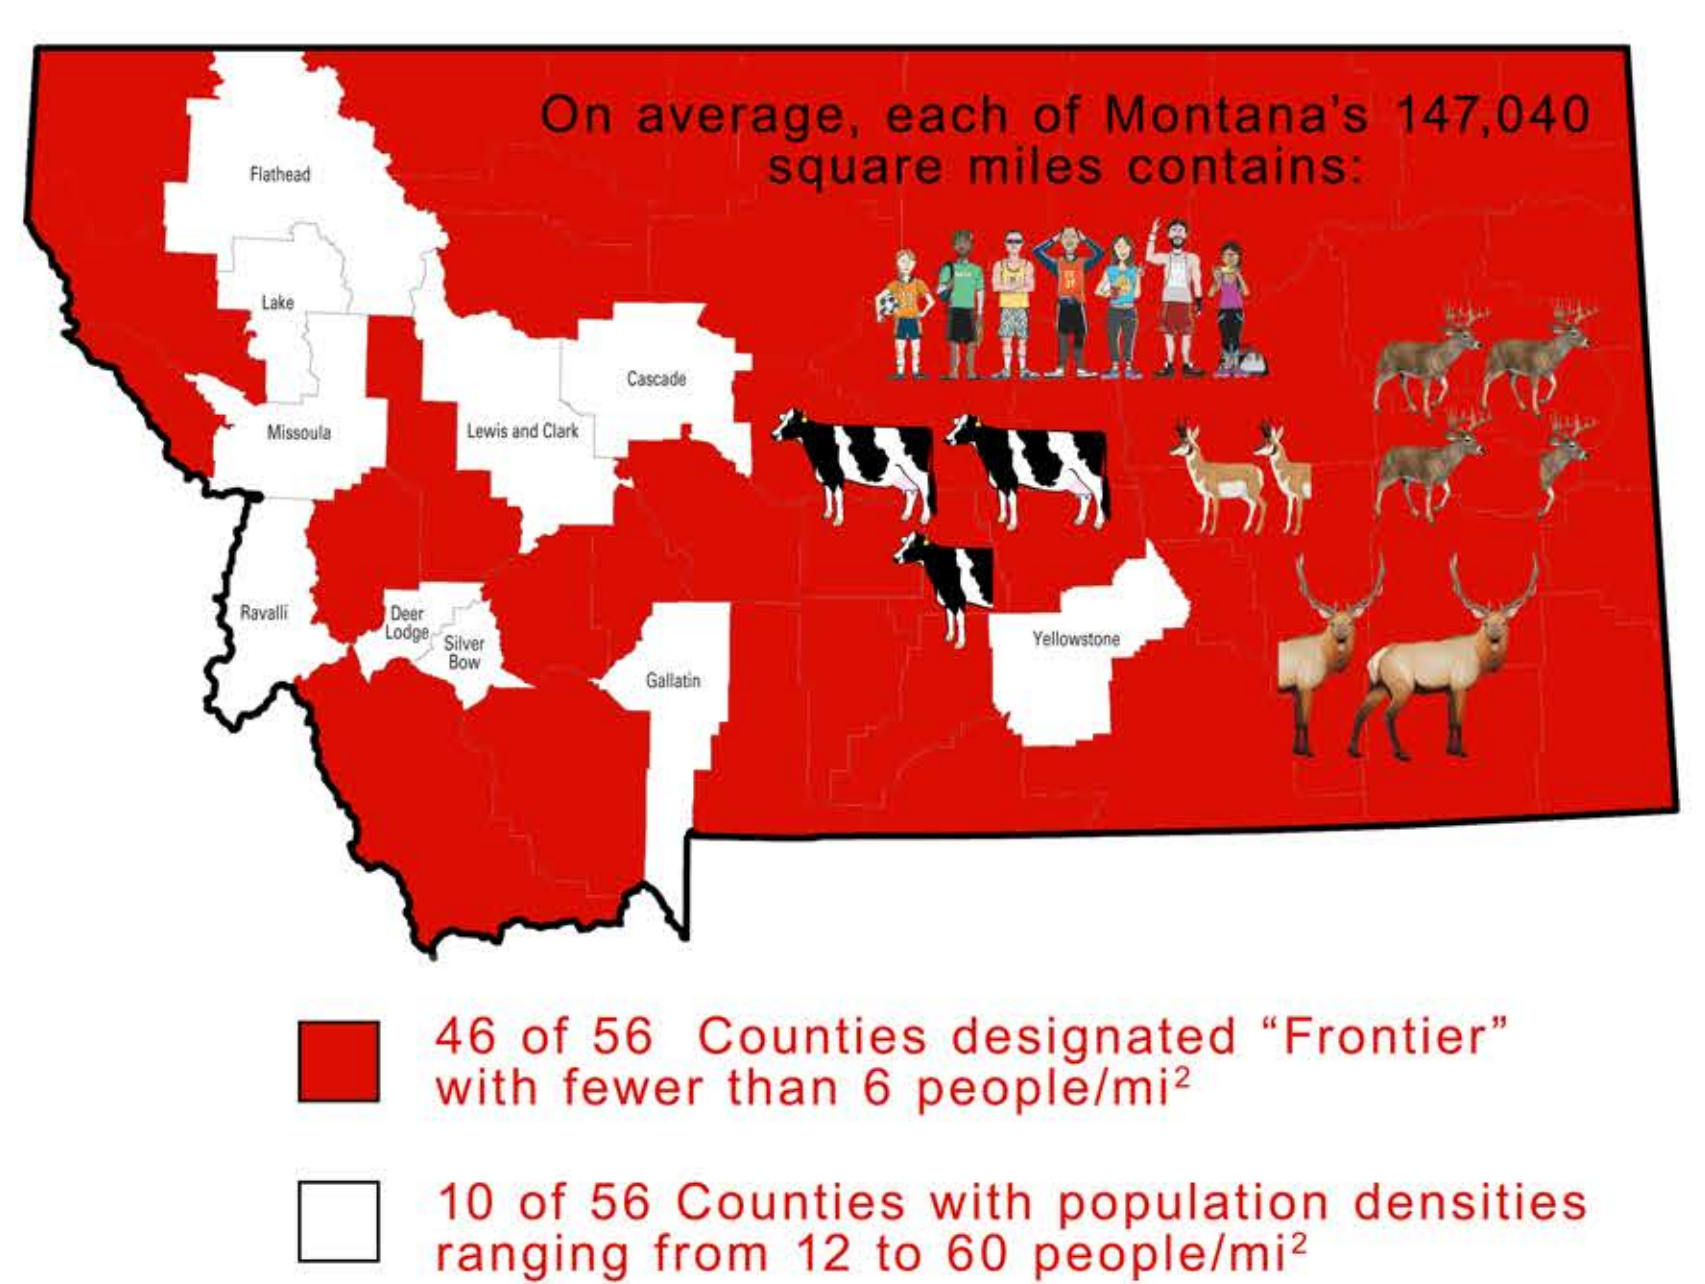 On average, each of Montana's 147,040
square miles contains:
Flathead
Lake
Cascade
Missoula
Lewis and Clark
Ravalli
Deer
Lodge
Silver
Bow
Gallatin
Yellowstone
46 of 56 Counties designated “Frontier”
with fewer than 6 people/mi²
10 of 56 Counties with population densities
ranging from 12 to 60 people/mi²